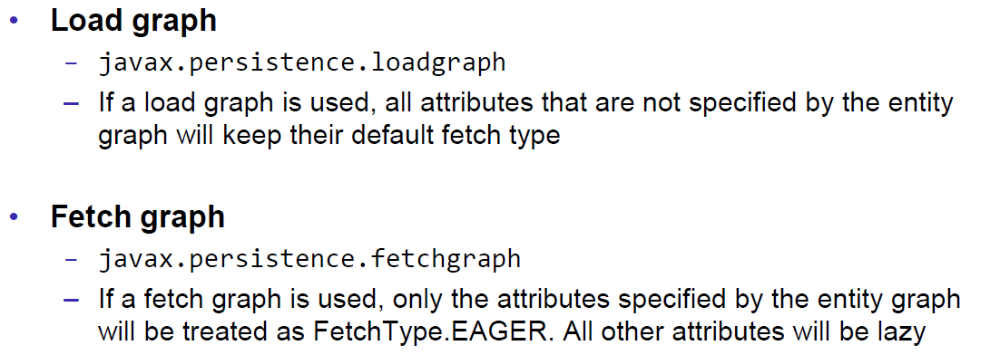 • Load graph
– javax.persistence.loadgraph
– If a load graph is used, all attributes that are not specified by the entity
graph will keep their default fetch type
• Fetch graph
– javax.persistence.fetchgraph
– If a fetch graph is used, only the attributes specified by the entity graph
will be treated as FetchType.EAGER. All other attributes will be lazy